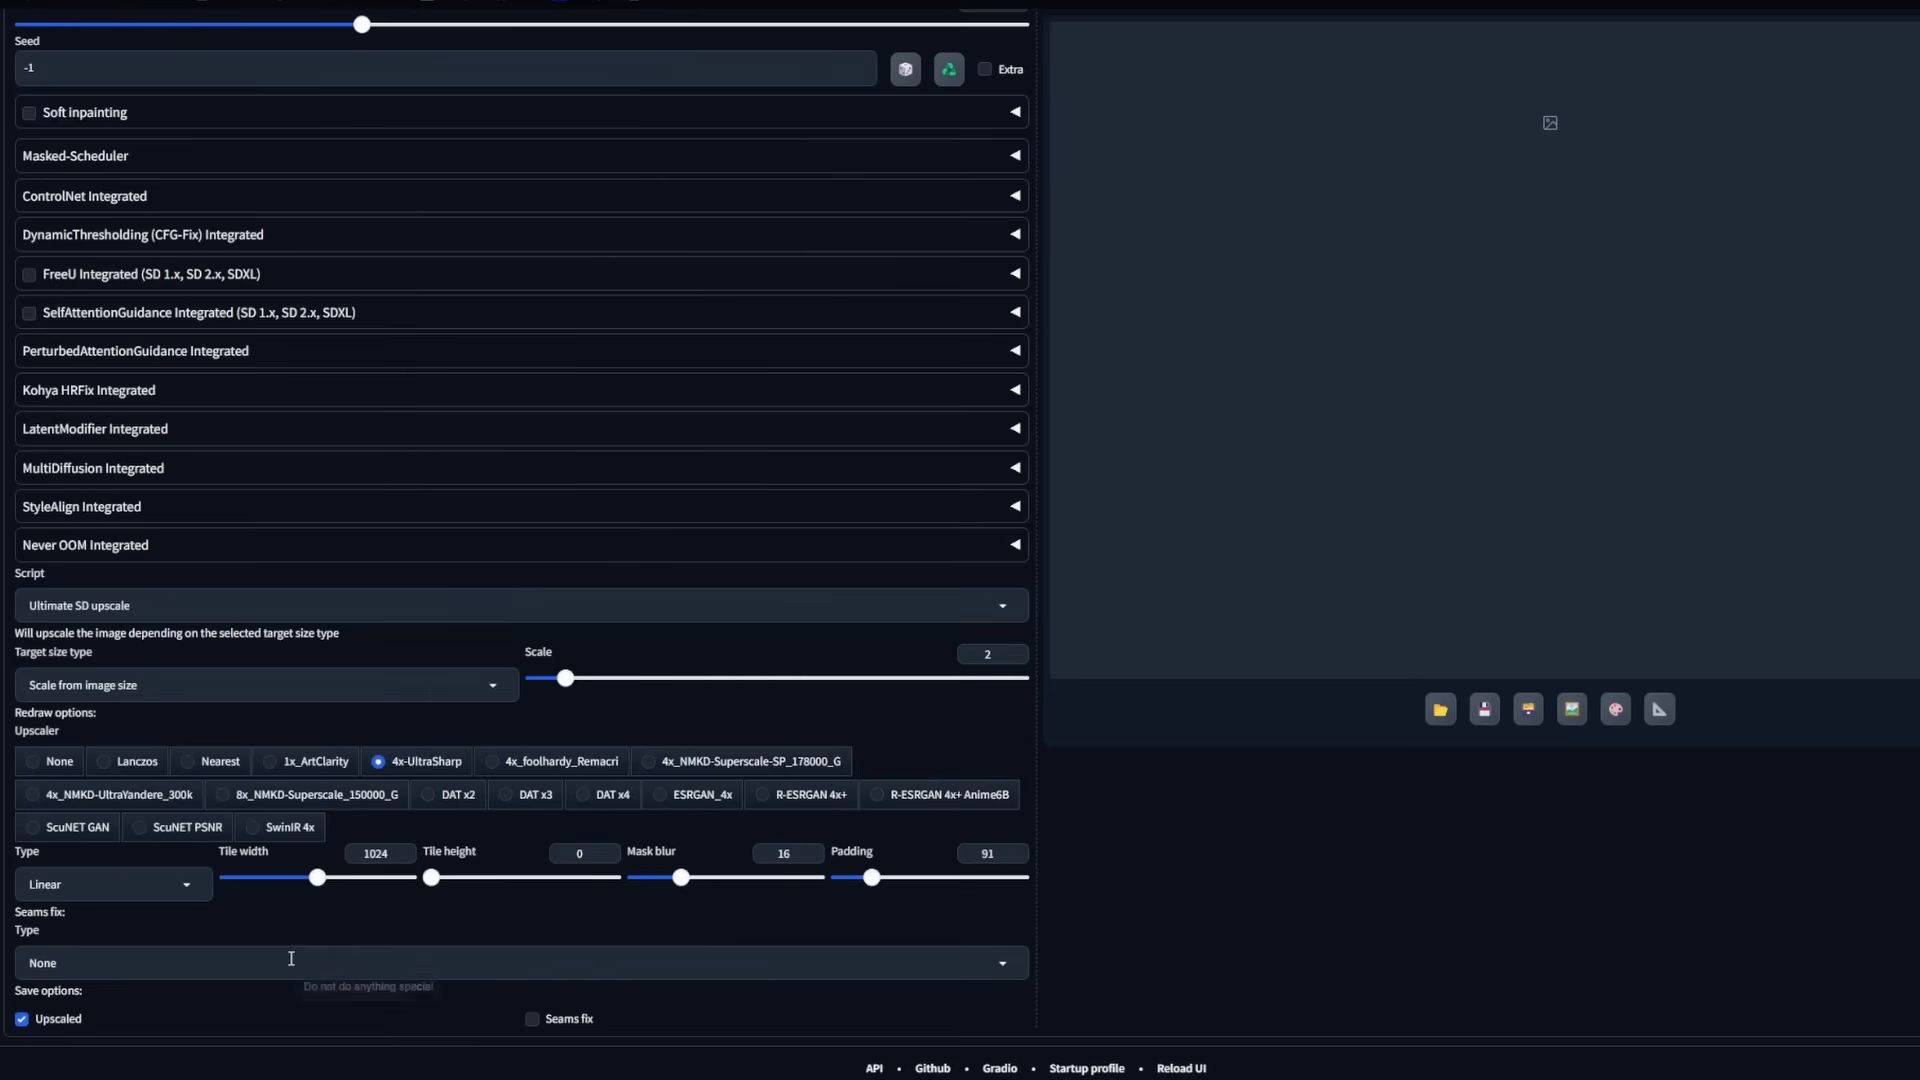 Seed
-1
Extra
Soft inpainting
Masked-Scheduler
ControlNet Integrated
DynamicThresholding (CFG-Fix) Integrated
FreeU Integrated (SD 1.x, SD 2.x, SDXL)
SelfAttentionGuidance Integrated (SD 1.x, SD 2.x, SDXL)
PerturbedAttentionGuidance Integrated
Kohya HRFix Integrated
LatentModifier Integrated
MultiDiffusion Integrated
StyleAlign Integrated
Never OOM Integrated
Script
Ultimate SD upscale
Will upscale the image depending on the selected target size type
Target size type
Scale
2
Scale from image size
Redraw options:
Upscaler
None Lanczos Nearest 1x_ArtClarity 4x-UltraSharp 4x_foolhardy_Remacri 4x_NMKD-Superscale-SP_178000_G
4x_NMKD-UltraYandere_300k 8x_NMKD-Superscale_150000_G DAT x2 DAT x3 DAT x4 ESRGAN_4x R-ESRGAN 4x+ R-ESRGAN 4x+ Anime6B
ScuNET GAN ScuNET PSNR SwinIR 4x
Type Tile width 1024 Tile height 0 Mask blur 16 Padding 91
Linear
Seams fix:
Type
None
Do not do anything special
Save options:
Upscaled Seams fix
API • Github • Gradio • Startup profile • Reload UI